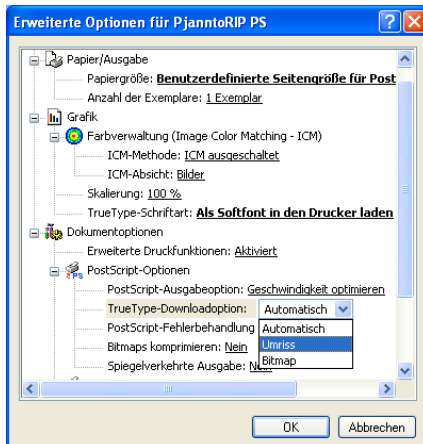 Erweiterte Optionen für PjanntoRIP PS
Papier/Ausgabe
Papiergröße: Benutzerdefinierte Seitengröße für Post
Anzahl der Exemplare: 1 Exemplar
Grafik
Farbverwaltung (Image Color Matching - ICM)
ICM-Methode: ICM ausgeschaltet
ICM-Absicht: Bilder
Skalierung: 100 %
TrueType-Schriftart: Als Softfont in den Drucker laden
Dokumentoptionen
Erweiterte Druckfunktionen: Aktiviert
PostScript-Optionen
PostScript-Ausgabeoption: Geschwindigkeit optimieren
TrueType-Downloadoption: Automatisch
PostScript-Fehlerbehandlung Automatisch
Umriss
Bitmaps komprimieren: Nein
Bitmap
Spiegelverkehrte Ausgabe:
OK Abbrechen